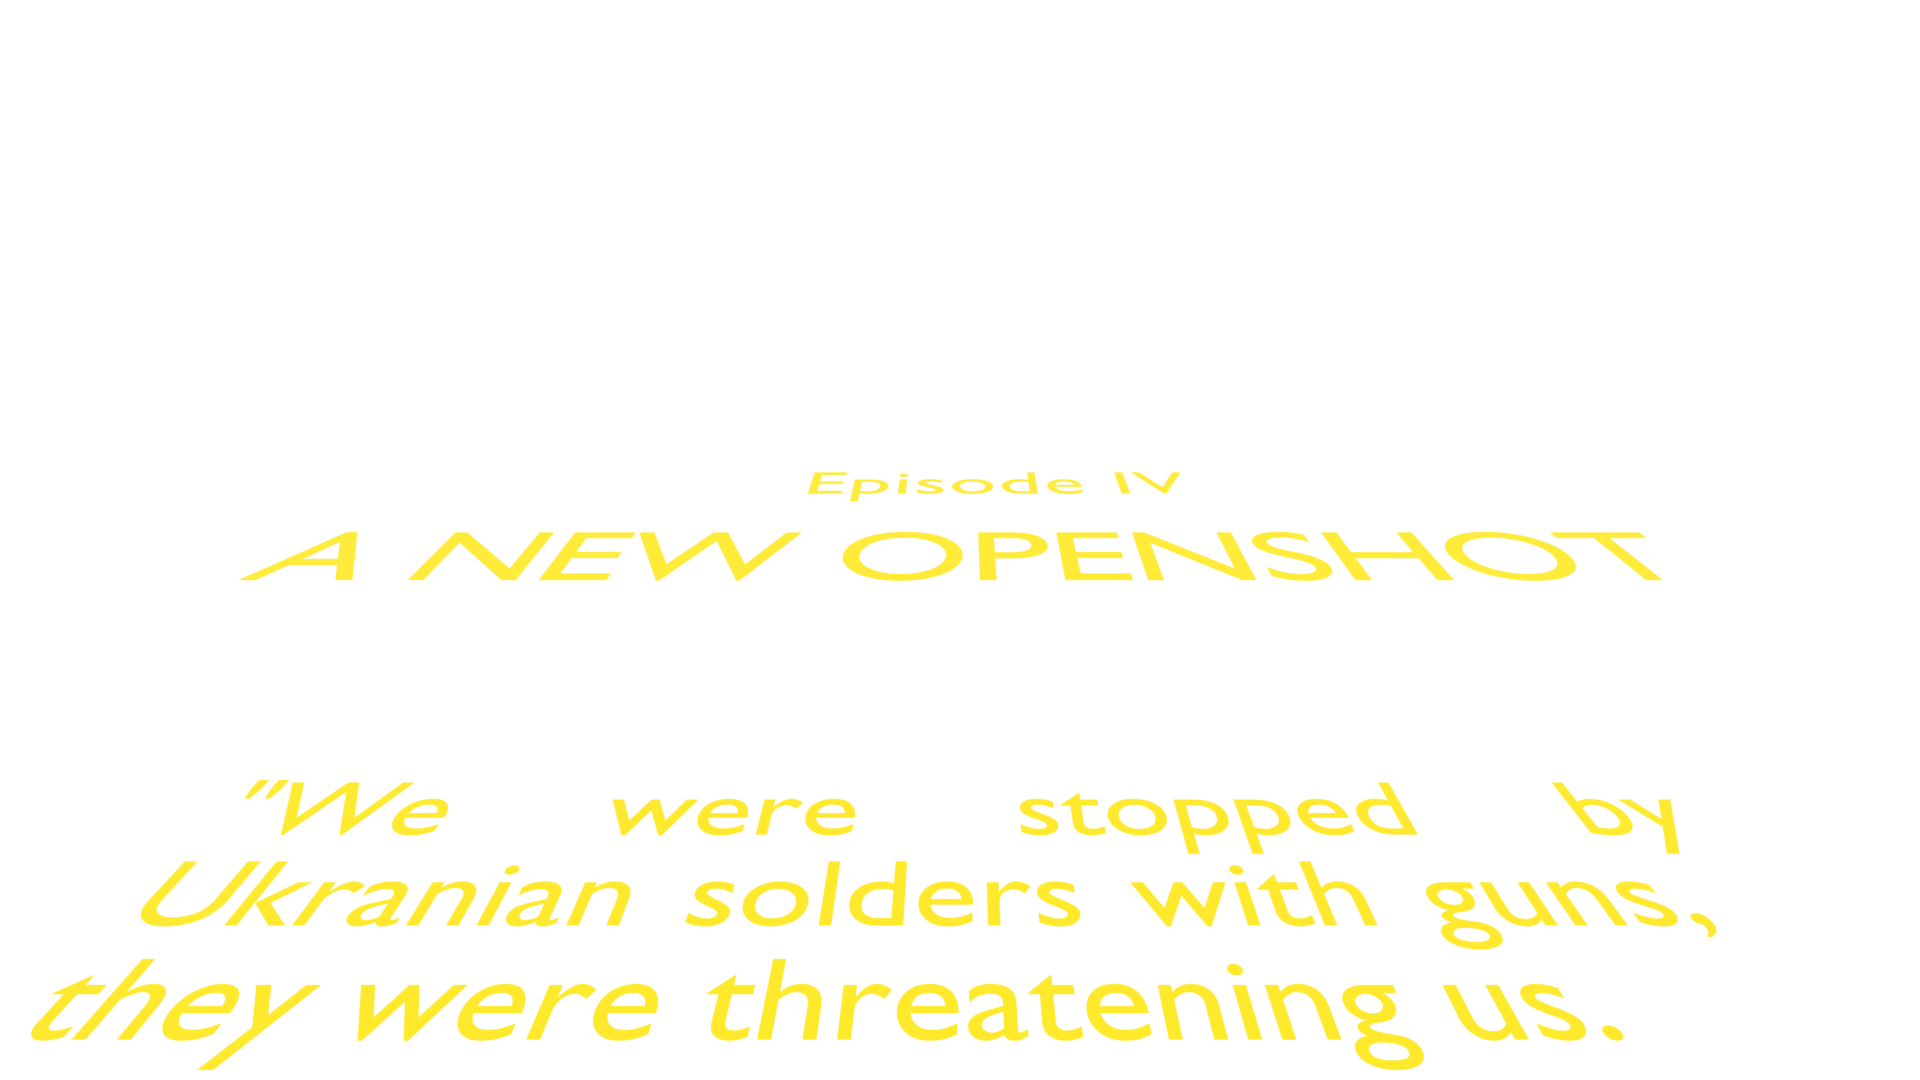 Episode IV
A NEW OPENSHOT
"We were stopped by
Ukranian solders with guns,
they were threatening us.